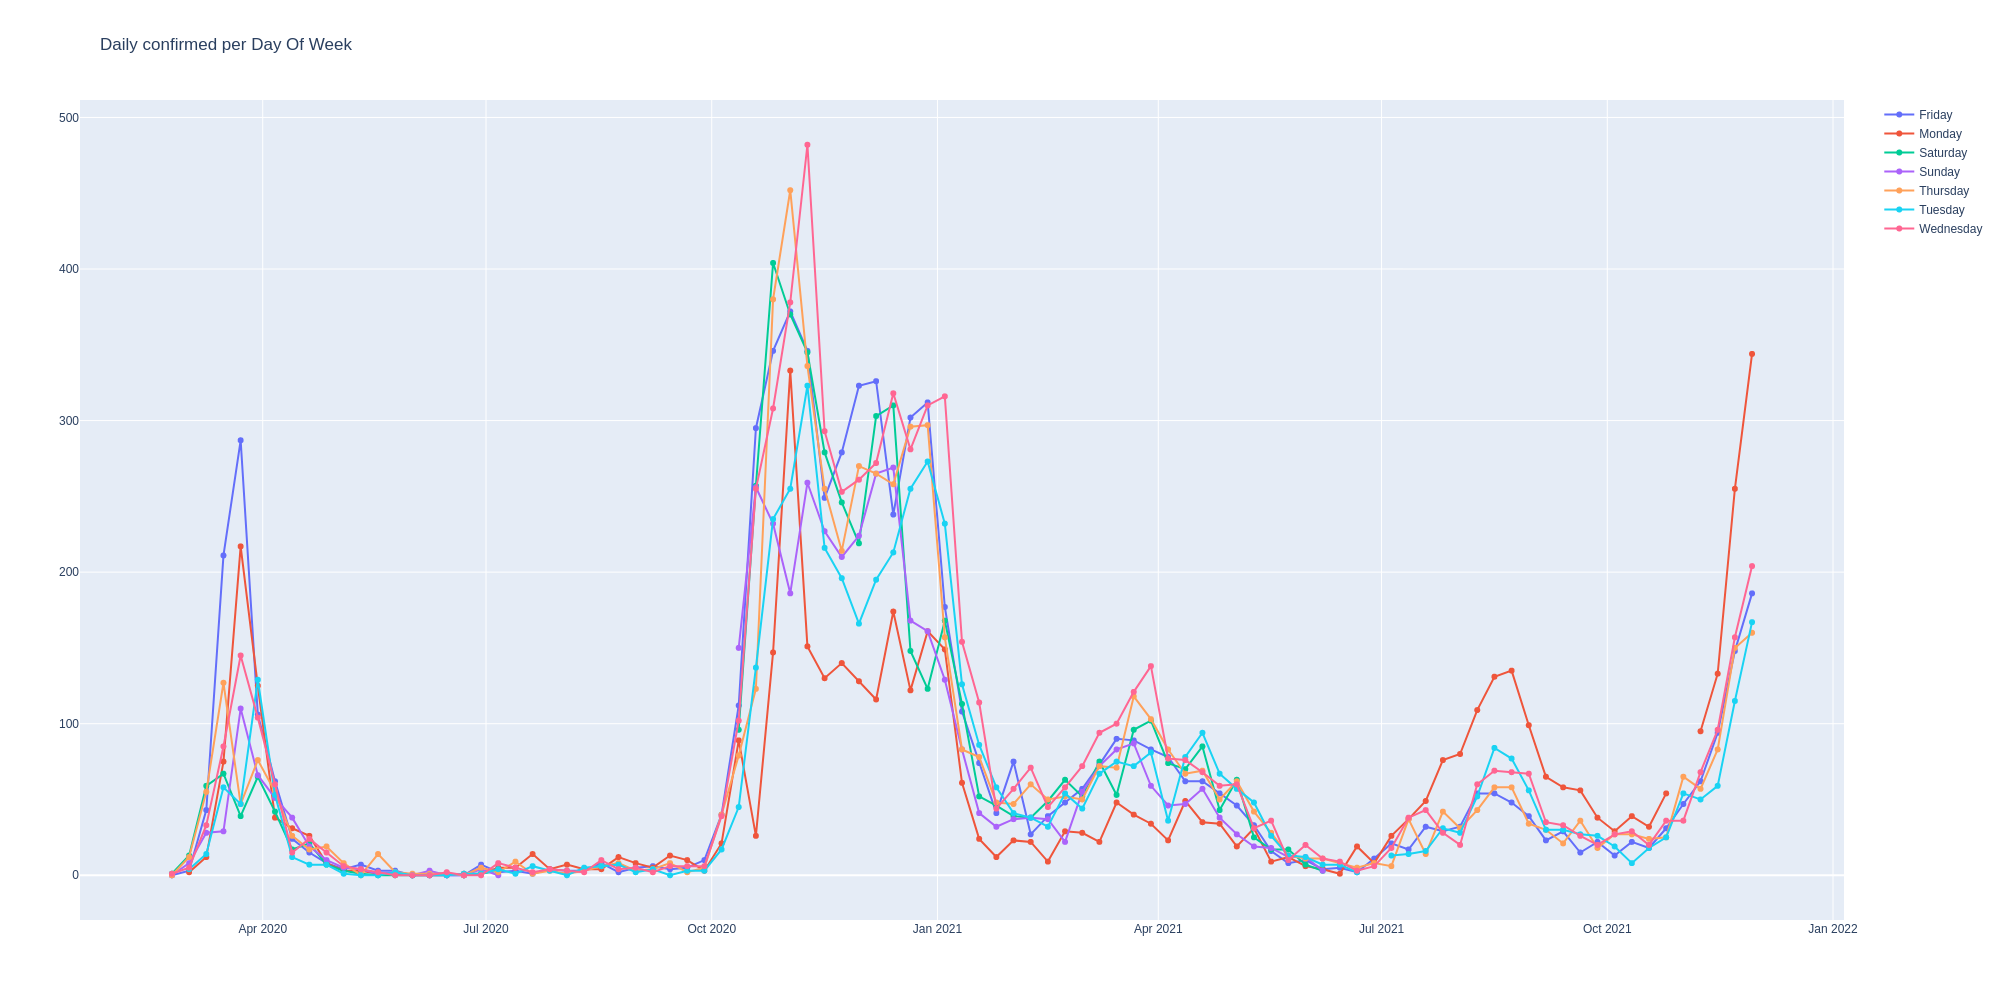 Daily confirmed per Day Of Week
500
400
300
200
100
0
Apr 2020
Jul 2020
Oct 2020
Jan 2021
Apr 2021
Jul 2021
Oct 2021
Jan 2022
Friday
Monday
Saturday
Sunday
Thursday
Tuesday
Wednesday